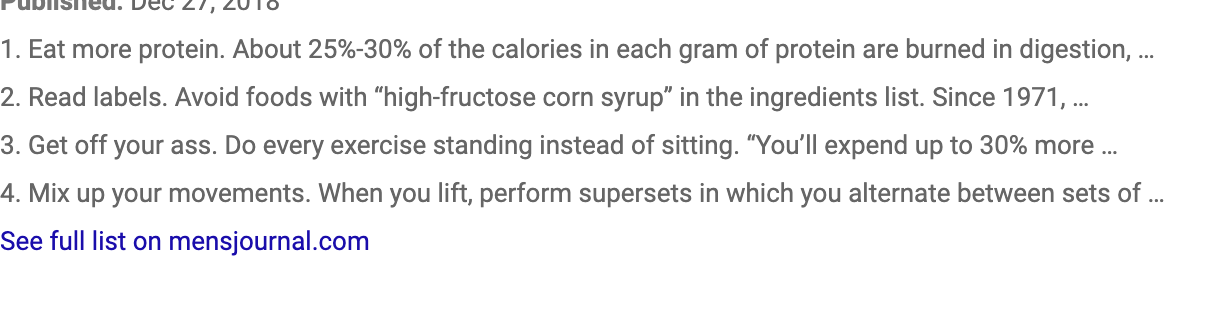 Published: Dec 27, 2018
1. Eat more protein. About 25%-30% of the calories in each gram of protein are burned in digestion, ...
2. Read labels. Avoid foods with “high-fructose corn syrup” in the ingredients list. Since 1971, ...
3. Get off your ass. Do every exercise standing instead of sitting. “You’ll expend up to 30% more ...
4. Mix up your movements. When you lift, perform supersets in which you alternate between sets of ...
See full list on mensjournal.com